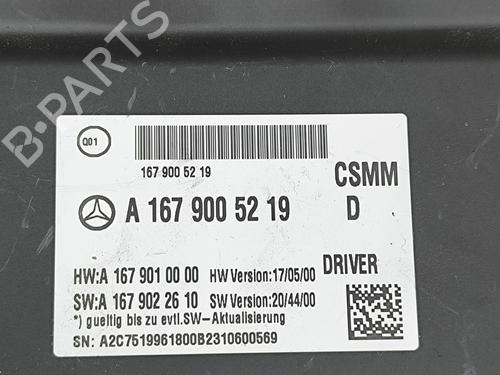 B-PARTS
Q01
167 900 52 19
CSMM
A 167 900 52 19 D
HW:A 167 901 00 00 HW Version:17/05/00 DRIVER
SW:A 167 902 26 10 SW Version:20/44/00
*) gueltig bis zu evtl.SW-Aktualisierung
SN: A2C7519961800B2310600569